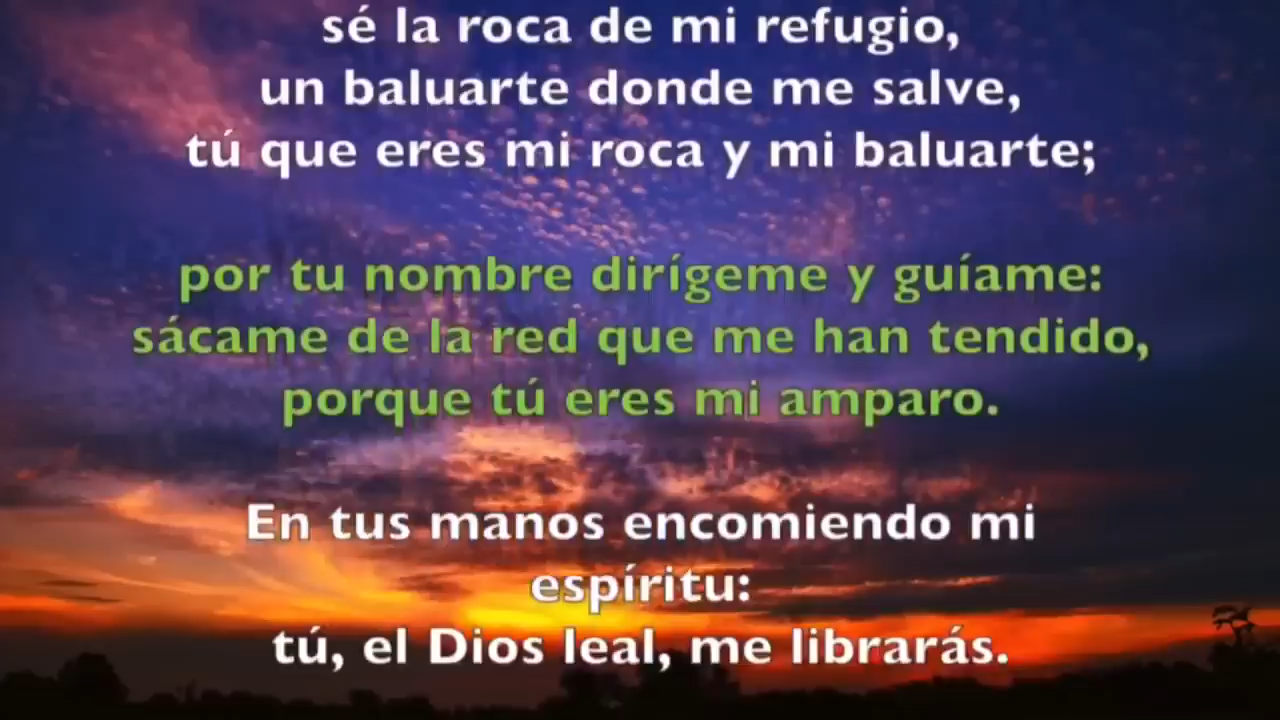 sé la roca de mi refugio,
un baluarte donde me salve,
tú que eres mi roca y mi baluarte;
por tu nombre dirígeme y guíame:
sácame de la red que me han tendido,
porque tú eres mi amparo.
En tus manos encomiendo mi
espíritu:
tú, el Dios leal, me librarás.